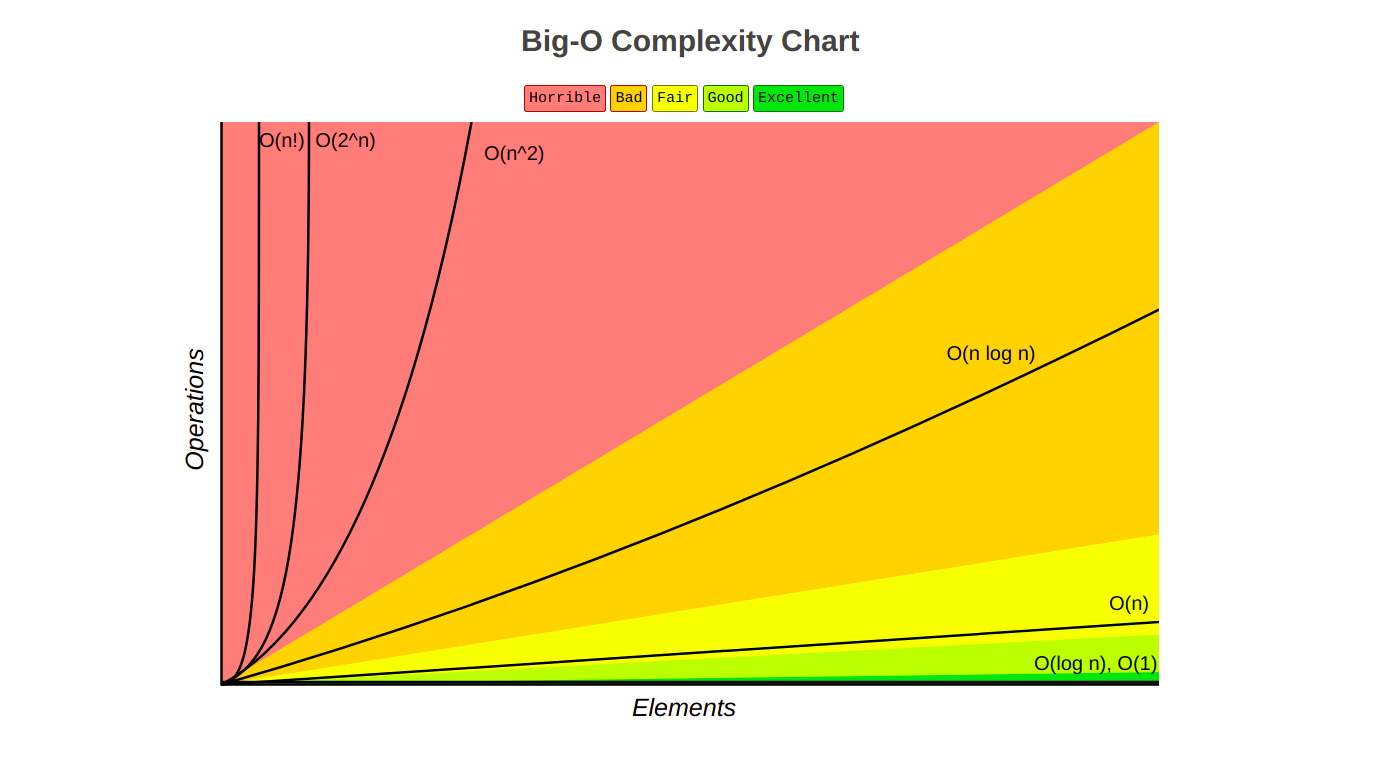 Big-O Complexity Chart
Horrible Bad Fair Good Excellent
O(n!) O(2^n)
O(n^2)
O(n log n)
Operations
O(n)
O(log n), O(1)
Elements